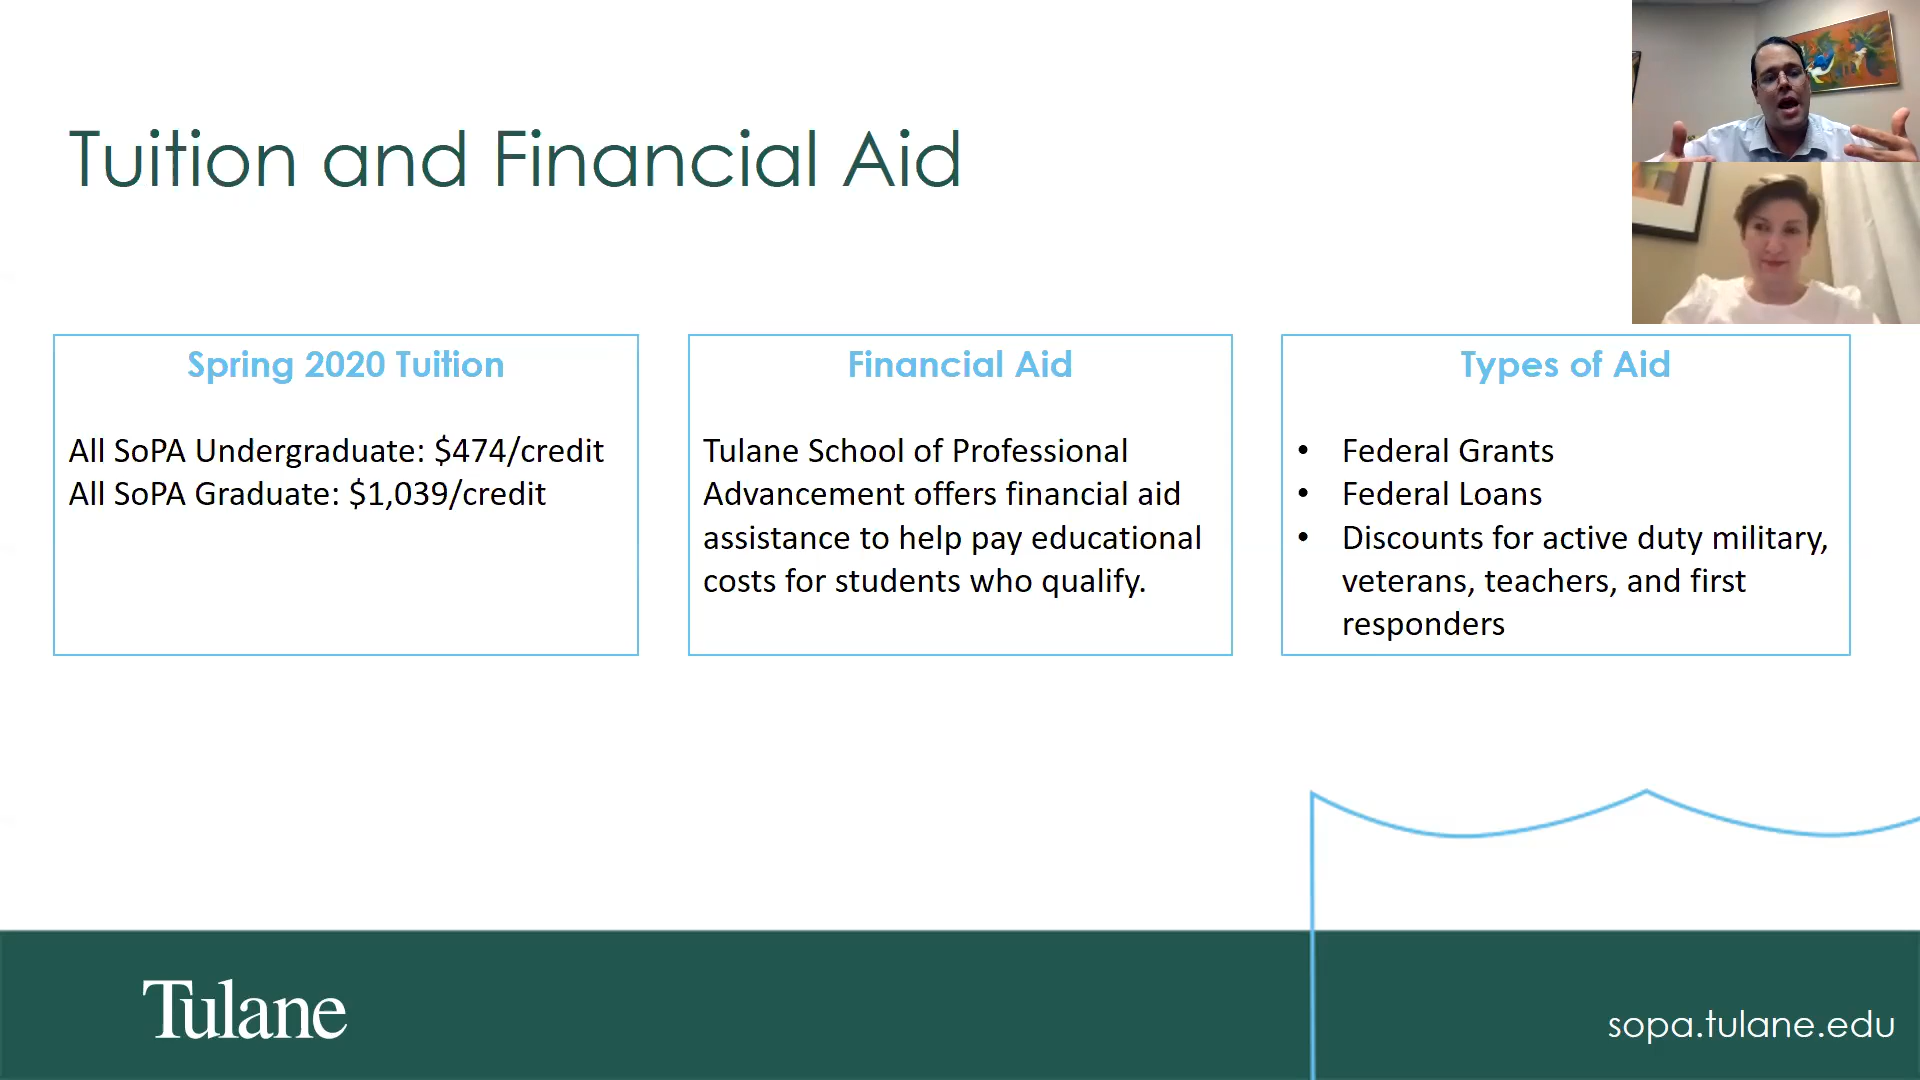 Tuition and Financial Aid
Spring 2020 Tuition
All SoPA Undergraduate: $474/credit
All SoPA Graduate: $1,039/credit
Financial Aid
Tulane School of Professional
Advancement offers financial aid
assistance to help pay educational
costs for students who qualify.
Types of Aid
• Federal Grants
• Federal Loans
• Discounts for active duty military,
veterans, teachers, and first
responders
Tulane
sopa.tulane.edu